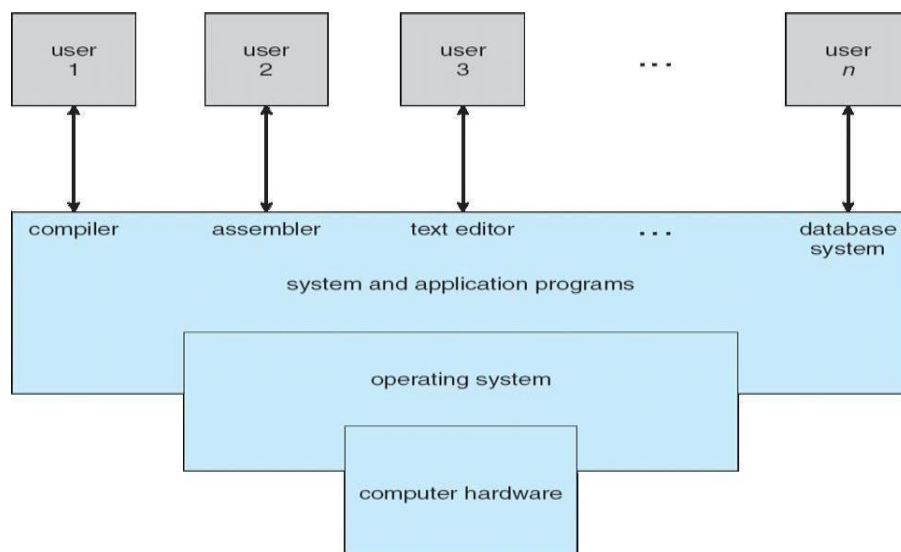 user
1
user
2
user
3
...
user
n
compiler
assembler
text editor
...
database
system
system and application programs
operating system
computer hardware